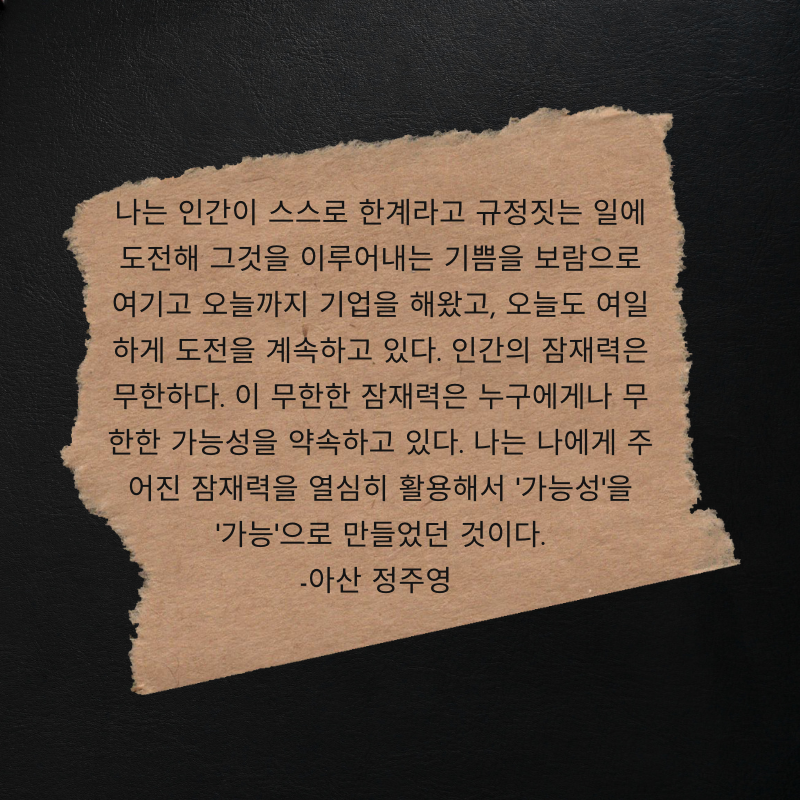 나는 인간이 스스로 한계라고 규정짓는 일에
도전해 그것을 이루어내는 기쁨을 보람으로
여기고 오늘까지 기업을 해왔고, 오늘도 여일
하게 도전을 계속하고 있다. 인간의 잠재력은
무한하다. 이 무한한 잠재력은 누구에게나 무
한한 가능성을 약속하고 있다. 나는 나에게 주
어진 잠재력을 열심히 활용해서 '가능성'을
'가능'으로 만들었던 것이다.
-아산 정주영